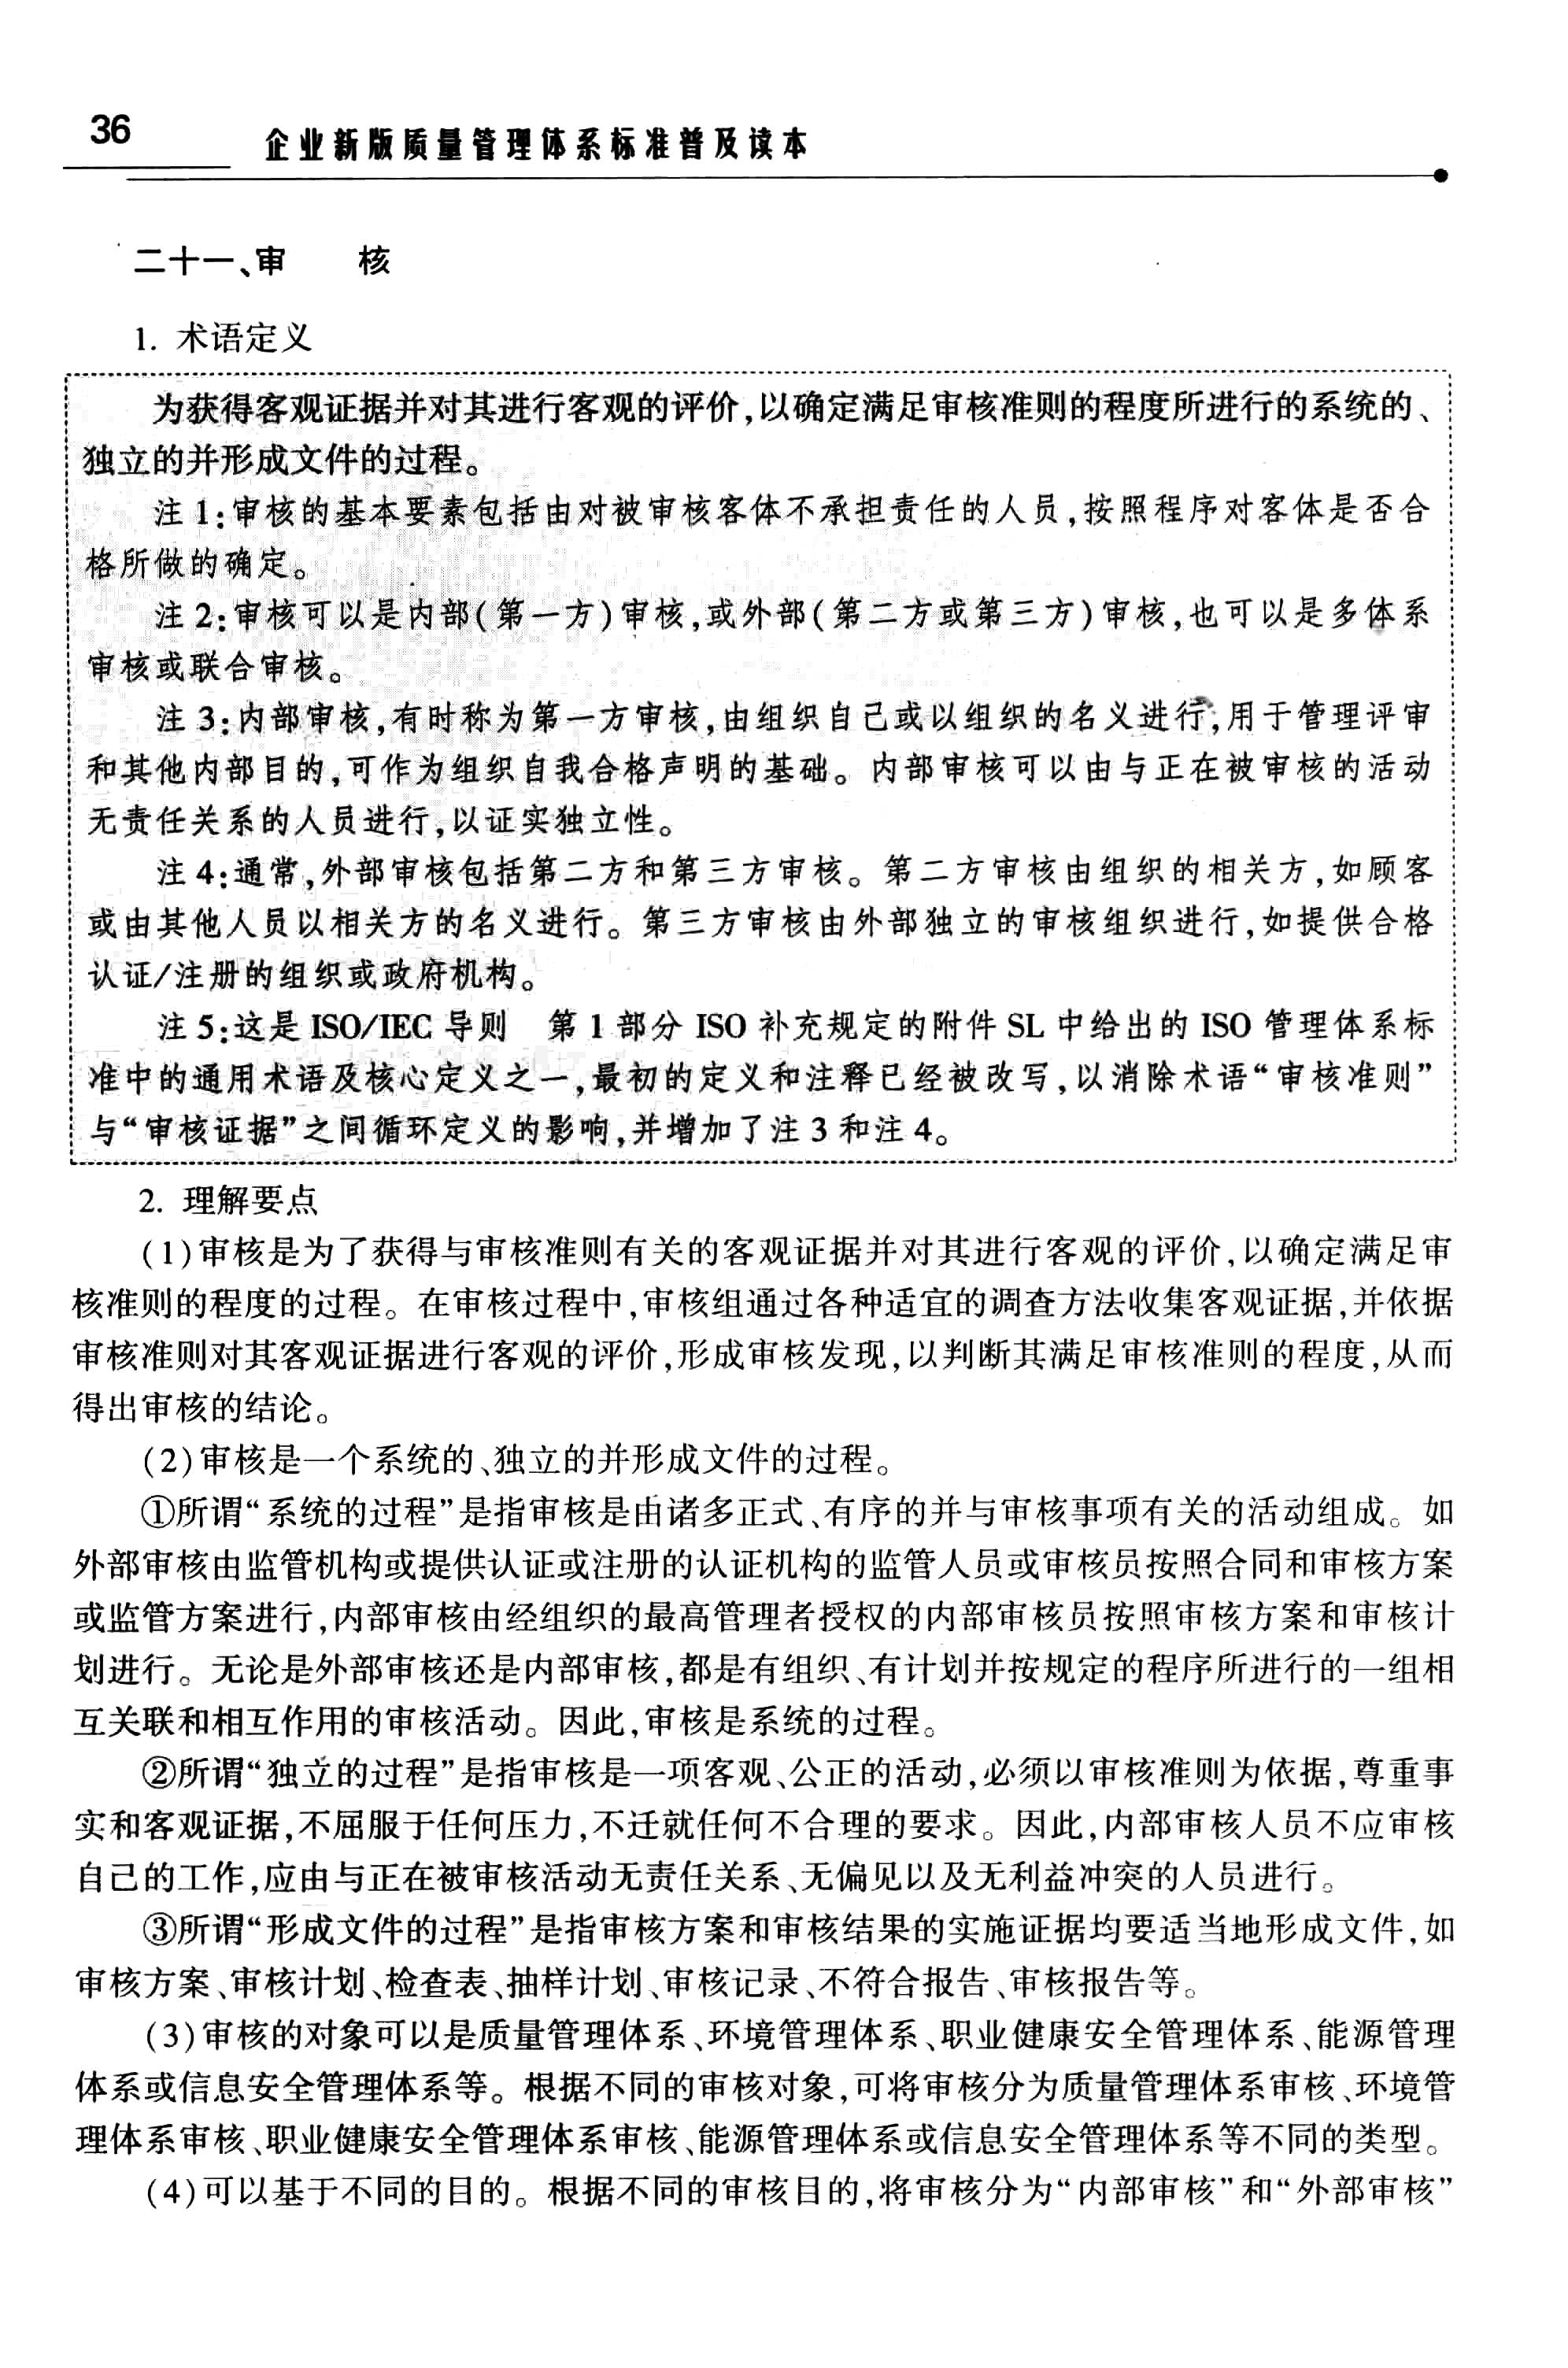 36
企业新版质量管理体系标准普及读本
二十一、审 核
1. 术语定义
为获得客观证据并对其进行客观的评价,以确定满足审核准则的程度所进行的系统的、
独立的并形成文件的过程。
注1:审核的基本要素包括由对被审核客体不承担责任的人员,按照程序对客体是否合
格所做的确定。
注2:审核可以是内部(第一方)审核,或外部(第二方或第三方)审核,也可以是多体系
审核或联合审核。
注3:内部审核,有时称为第一方审核,由组织自己或以组织的名义进行,用于管理评审
和其他内部目的,可作为组织自我合格声明的基础。内部审核可以由与正在被审核的活动
无责任关系的人员进行,以证实独立性。
注4:通常,外部审核包括第二方和第三方审核。第二方审核由组织的相关方,如顾客
或由其他人员以相关方的名义进行。第三方审核由外部独立的审核组织进行,如提供合格
认证/注册的组织或政府机构。
注5:这是 ISO/IEC 导则 第1部分 ISO 补充规定的附件 SL 中给出的 ISO 管理体系标
准中的通用术语及核心定义之一,最初的定义和注释已经被改写,以消除术语“审核准则”
与“审核证据”之间循环定义的影响,并增加了注3和注4。
2. 理解要点
(1)审核是为了获得与审核准则有关的客观证据并对其进行客观的评价,以确定满足审
核准则的程度的过程。在审核过程中,审核组通过各种适宜的调查方法收集客观证据,并依据
审核准则对其客观证据进行客观的评价,形成审核发现,以判断其满足审核准则的程度,从而
得出审核的结论。
(2)审核是一个系统的、独立的并形成文件的过程。
①所谓“系统的过程”是指审核是由诸多正式、有序的并与审核事项有关的活动组成。如
外部审核由监管机构或提供认证或注册的认证机构的监管人员或审核员按照合同和审核方案
或监管方案进行,内部审核由经组织的最高管理者授权的内部审核员按照审核方案和审核计
划进行。无论是外部审核还是内部审核,都是有组织、有计划并按规定的程序所进行的一组相
互关联和相互作用的审核活动。因此,审核是系统的过程。
②所谓“独立的过程”是指审核是一项客观、公正的活动,必须以审核准则为依据,尊重事
实和客观证据,不屈服于任何压力,不迁就任何不合理的要求。因此,内部审核人员不应审核
自己的工作,应由与正在被审核活动无责任关系、无偏见以及无利益冲突的人员进行。
③所谓“形成文件的过程”是指审核方案和审核结果的实施证据均要适当地形成文件,如
审核方案、审核计划、检查表、抽样计划、审核记录、不符合报告、审核报告等。
(3)审核的对象可以是质量管理体系、环境管理体系、职业健康安全管理体系、能源管理
体系或信息安全管理体系等。根据不同的审核对象,可将审核分为质量管理体系审核、环境管
理体系审核、职业健康安全管理体系审核、能源管理体系或信息安全管理体系等不同的类型。
(4)可以基于不同的目的。根据不同的审核目的,将审核分为“内部审核”和“外部审核”